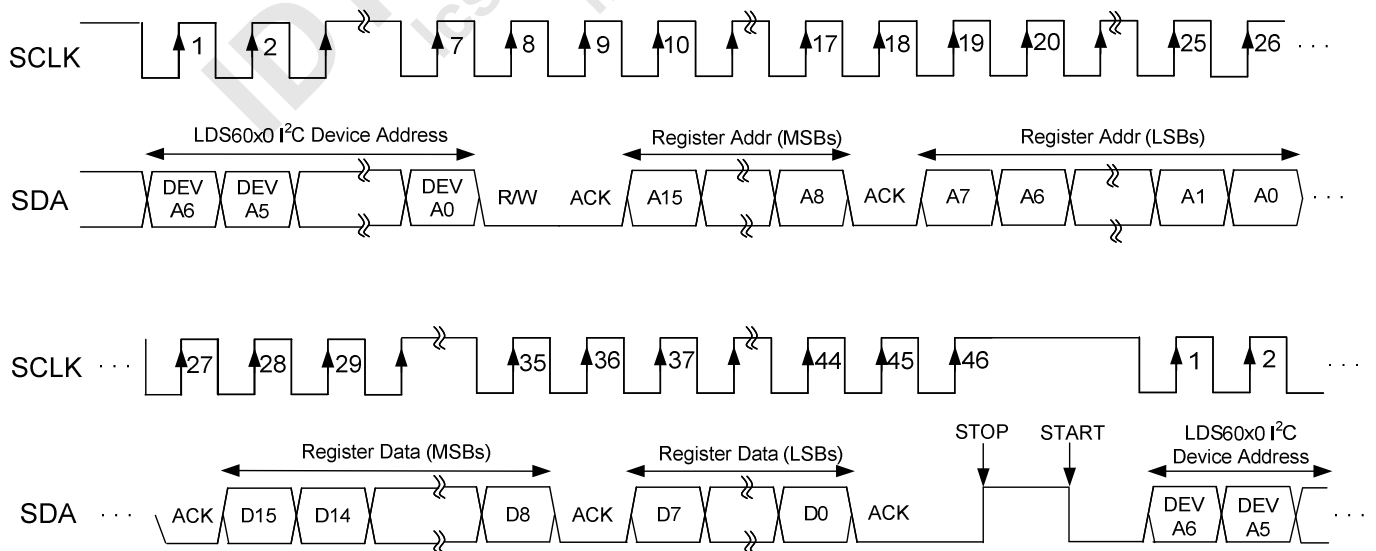 SCLK 1 2 7 8 9 10 17 18 19 20 25 26 . . .
LDS60x0 I²C Device Address Register Addr (MSBs) Register Addr (LSBs)
SDA DEV A6 DEV A5 DEV A0 R/W ACK A15 A8 ACK A7 A6 A1 A0 . . .
SCLK . . . 27 28 29 35 36 37 44 45 46 1 2 . . .
STOP START LDS60x0 I²C
Register Data (MSBs) Register Data (LSBs) Device Address
SDA . . . ACK D15 D14 D8 ACK D7 D0 ACK DEV A6 DEV A5 . . .